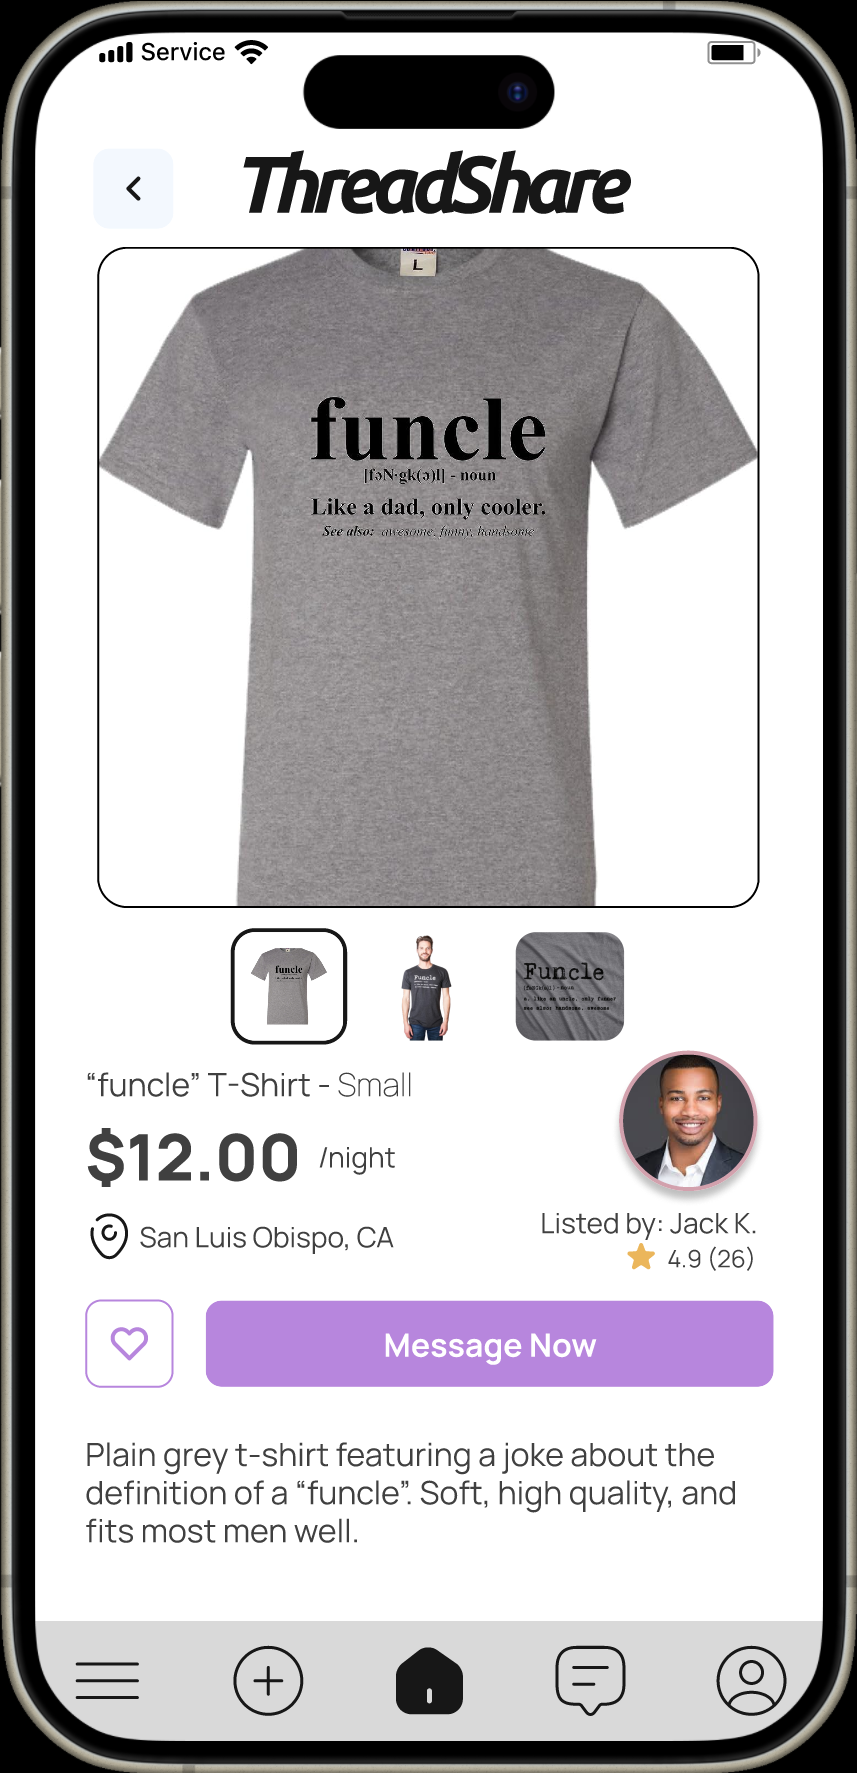 Service
ThreadShare
L
funcle
[fəN·gk(ə)l] - noun
Like a dad, only cooler.
See also: awesome, funny, handsome
funcle
Funcle
Funcle
“funcle” T-Shirt - Small
$12.00 /night
San Luis Obispo, CA
Listed by: Jack K.
4.9 (26)
Message Now
Plain grey t-shirt featuring a joke about the
definition of a “funcle”. Soft, high quality, and
fits most men well.